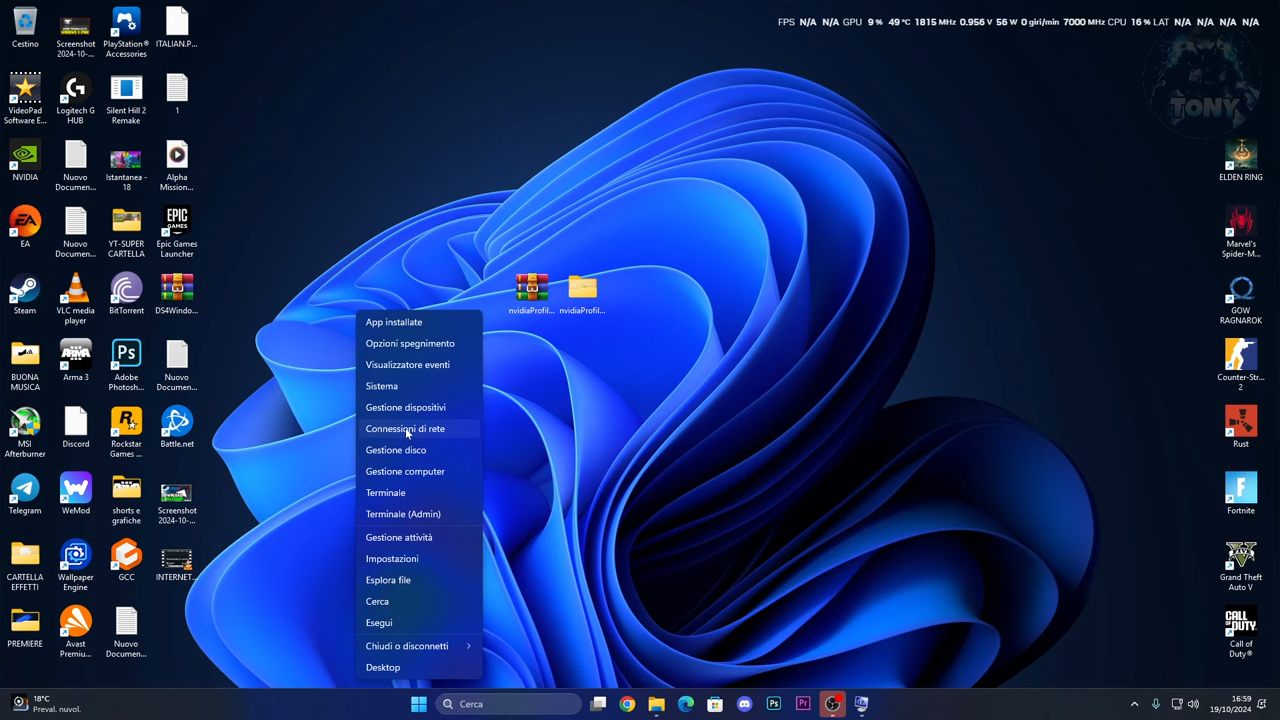 FPS N/A N/A GPU 9 % 49 °C 1815 MHz 0.956 V 56 W 0 giri/min 7000 MHz CPU 16 % LAT N/A N/A N/A N/A
TONY
Cestino
Screenshot
2024-10-...
PlayStation®
Accessories
ITALIAN.P...
VideoPad
Software E...
Logitech G
HUB
Silent Hill 2
Remake
1
NVIDIA
Nuovo
Documen...
Istantanea -
18
Alpha
Mission...
EA
Nuovo
Documen...
YT-SUPER
CARTELLA
Epic Games
Launcher
Steam
VLC media
player
BitTorrent
DS4Windo...
BUONA
MUSICA
Arma 3
Adobe
Photosh...
Nuovo
Documen...
MSI
Afterburner
Discord
Rockstar
Games ...
Battle.net
Telegram
WeMod
shorts e
grafiche
Screenshot
2024-10-...
CARTELLA
EFFETTI
Wallpaper
Engine
GCC
INTERNET...
PREMIERE
Avast
Premiu...
Nuovo
Documen...
nvidiaProfil...
nvidiaProfil...
App installate
Opzioni spegnimento
Visualizzatore eventi
Sistema
Gestione dispositivi
Connessioni di rete
Gestione disco
Gestione computer
Terminale
Terminale (Admin)
Gestione attività
Impostazioni
Esplora file
Cerca
Esegui
Chiudi o disconnetti
Desktop
ELDEN RING
Marvel's
Spider-M...
GOW
RAGNAROK
Counter-Str...
2
Rust
Fortnite
Grand Theft
Auto V
CALL OF DUTY
Call of
Duty®
18°C
Preval. nuvol.
Cerca
16:59
19/10/2024